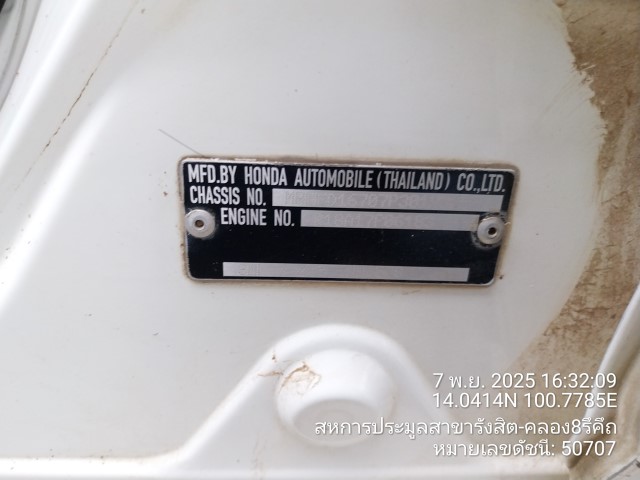 MFD.BY HONDA AUTOMOBILE (THAILAND) CO.,LTD.
CHASSIS NO.
ENGINE NO.
7 พ.ย. 2025 16:32:09
14.0414N 100.7785E
สหการประมูลสาขารังสิต-คลอง8รีคีถ
หมายเลขดัชนี: 50707